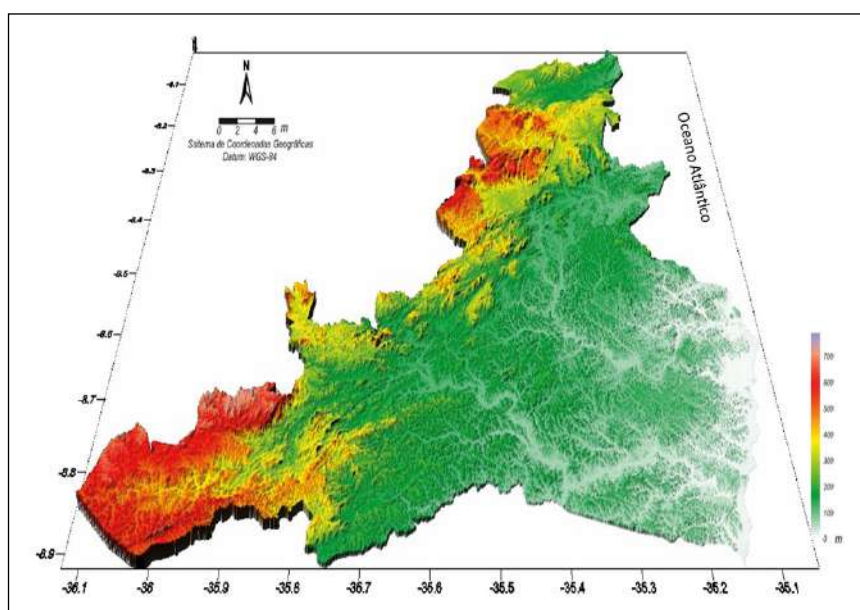 N
0 2 4 6 m
Sistema de Coordenadas Geográficas
Datum: WGS-84
Oceano Atlântico
-8.1
-8.2
-8.3
-8.4
-8.5
-8.6
-8.7
-8.8
-8.9
700
600
500
400
300
200
100
0 m
-36.1 -36 -35.9 -35.8 -35.7 -35.6 -35.5 -35.4 -35.3 -35.2 -35.1